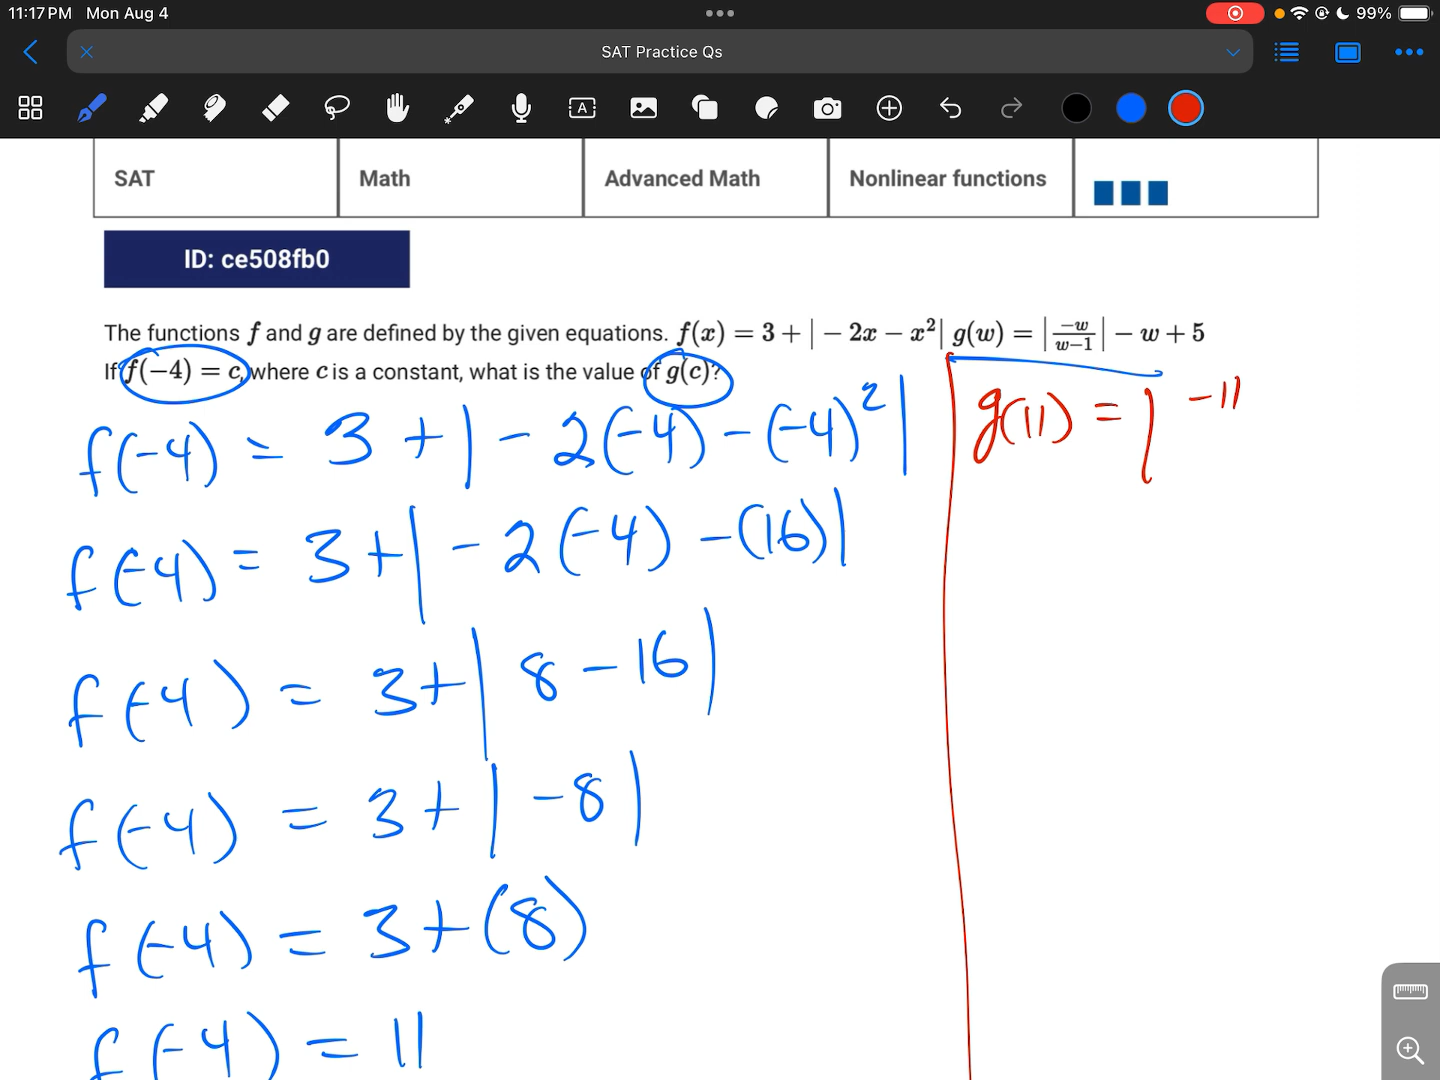 11:17 PM Mon Aug 4
99%
SAT Practice Qs
SAT Math Advanced Math Nonlinear functions
ID: ce508fb0
The functions f and g are defined by the given equations. f(x) = 3 + | − 2x − x²| g(w) = |−w/(w−1)| − w + 5
If f(−4) = c, where c is a constant, what is the value of g(c)?
f(-4) = 3 + | - 2(-4) - (-4)² |
g(11) = | -11
f(-4) = 3 + | - 2(-4) - (16) |
f(-4) = 3 + | 8 - 16 |
f(-4) = 3 + | -8 |
f(-4) = 3 + (8)
f(-4) = 11